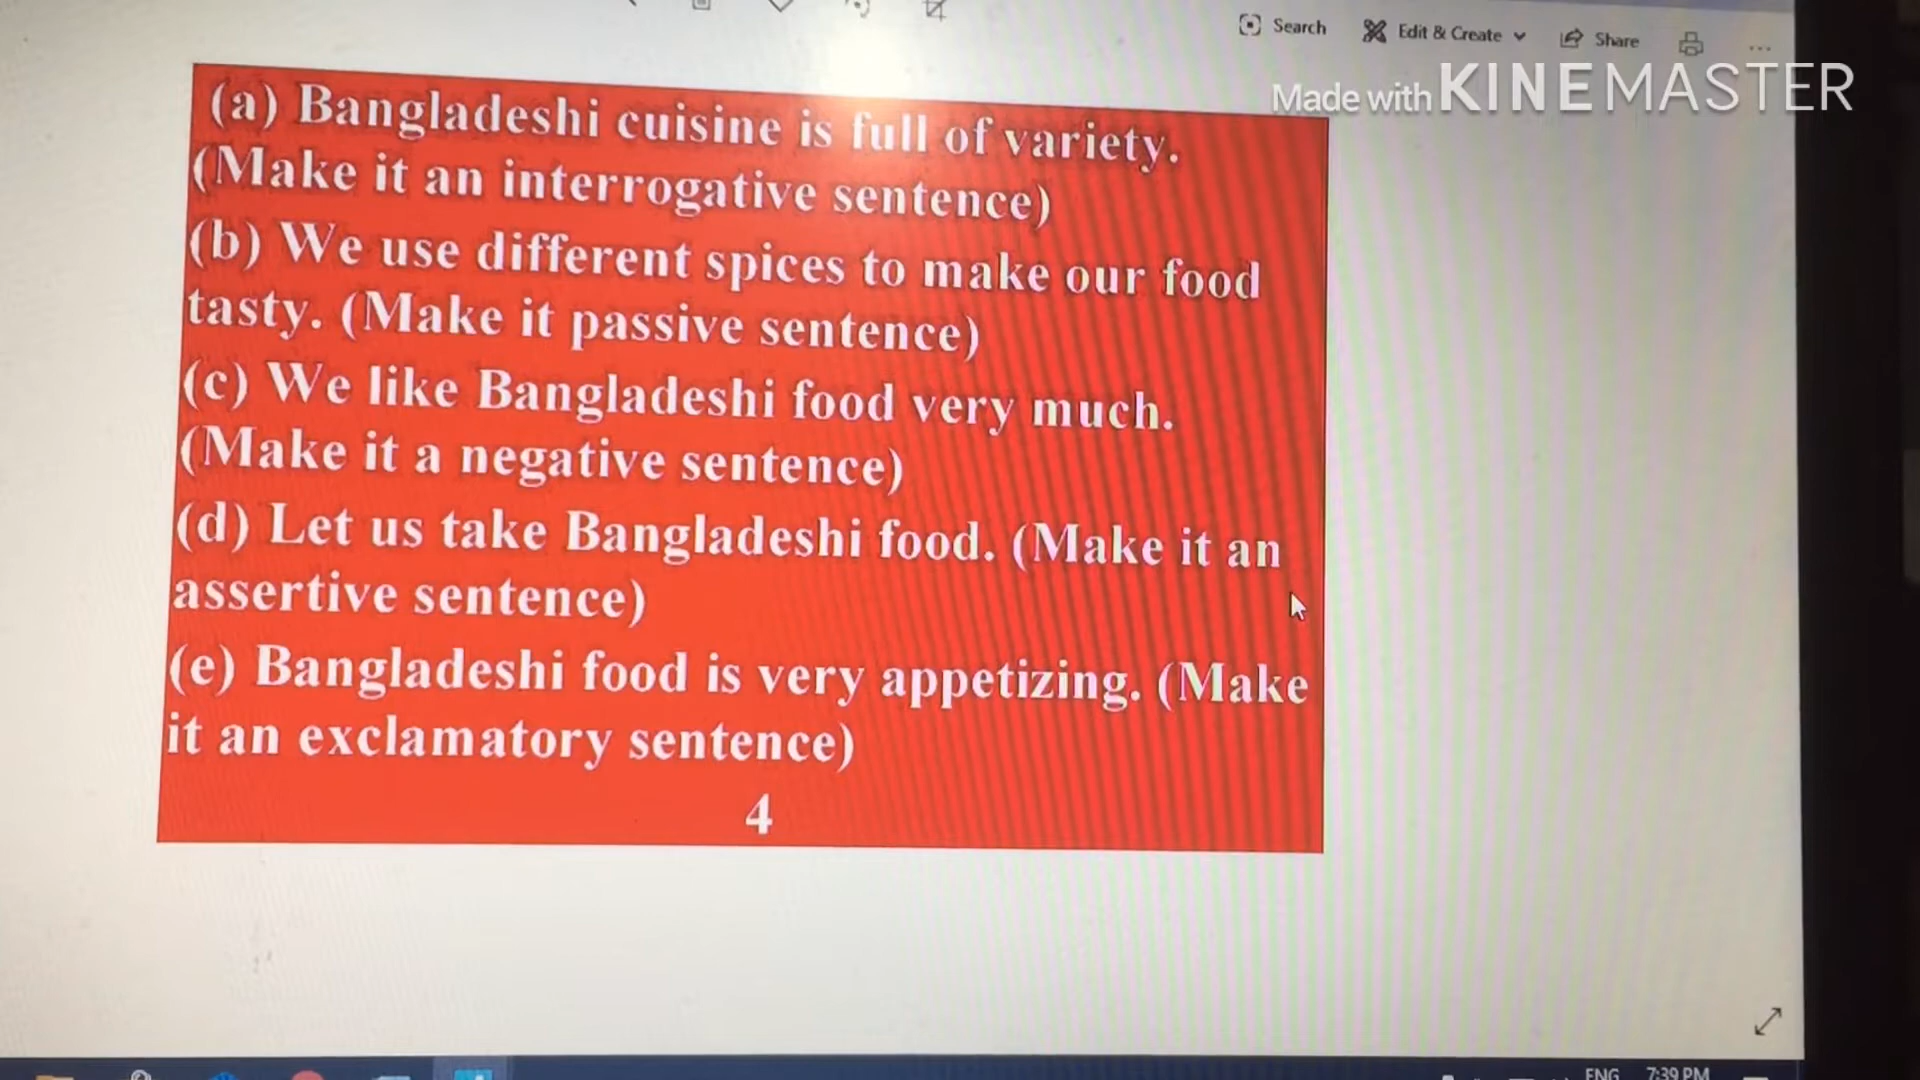 Search Edit & Create Share ...
Made with KINEMASTER
(a) Bangladeshi cuisine is full of variety.
(Make it an interrogative sentence)
(b) We use different spices to make our food
tasty. (Make it passive sentence)
(c) We like Bangladeshi food very much.
(Make it a negative sentence)
(d) Let us take Bangladeshi food. (Make it an
assertive sentence)
(e) Bangladeshi food is very appetizing. (Make
it an exclamatory sentence)
4
ENG 7:39 PM